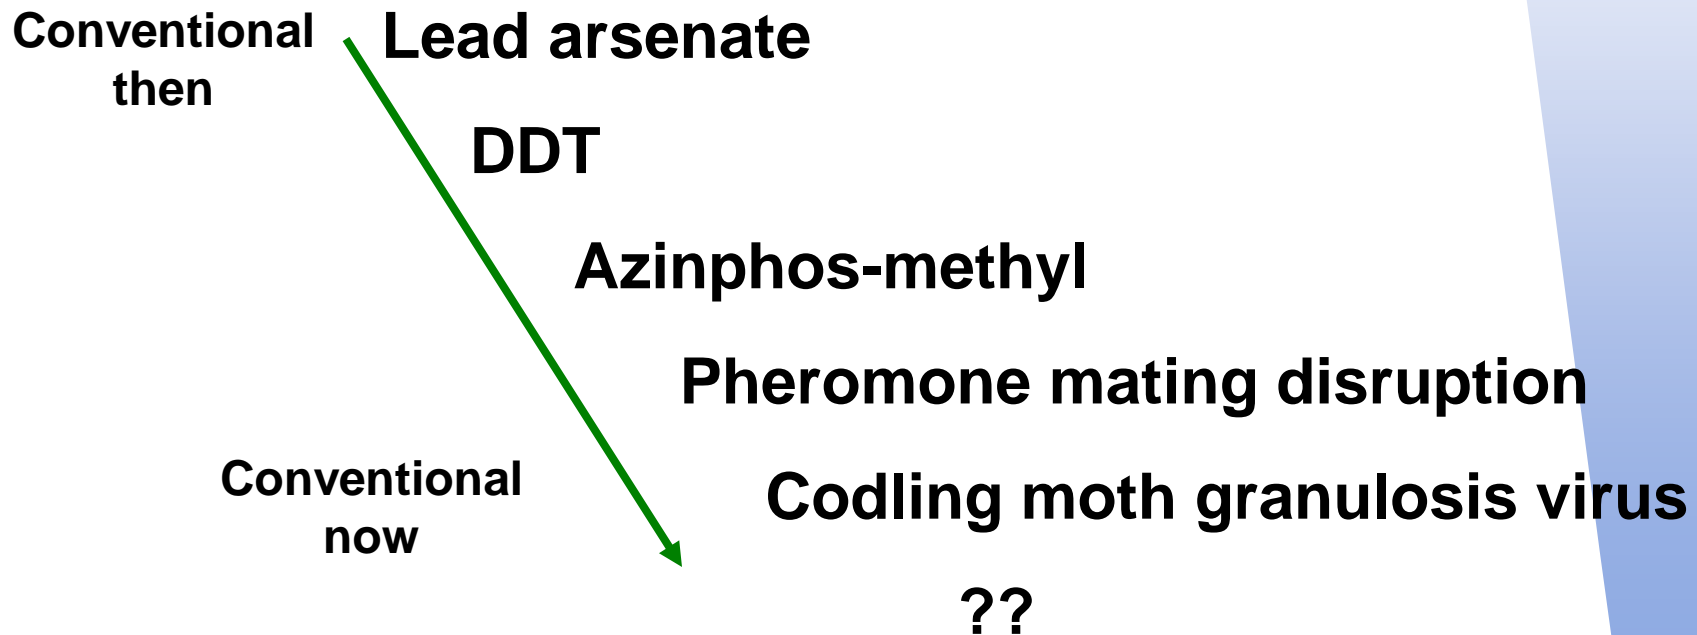 Conventional
then
Lead arsenate
DDT
Azinphos-methyl
Pheromone mating disruption
Conventional
now
Codling moth granulosis virus
??